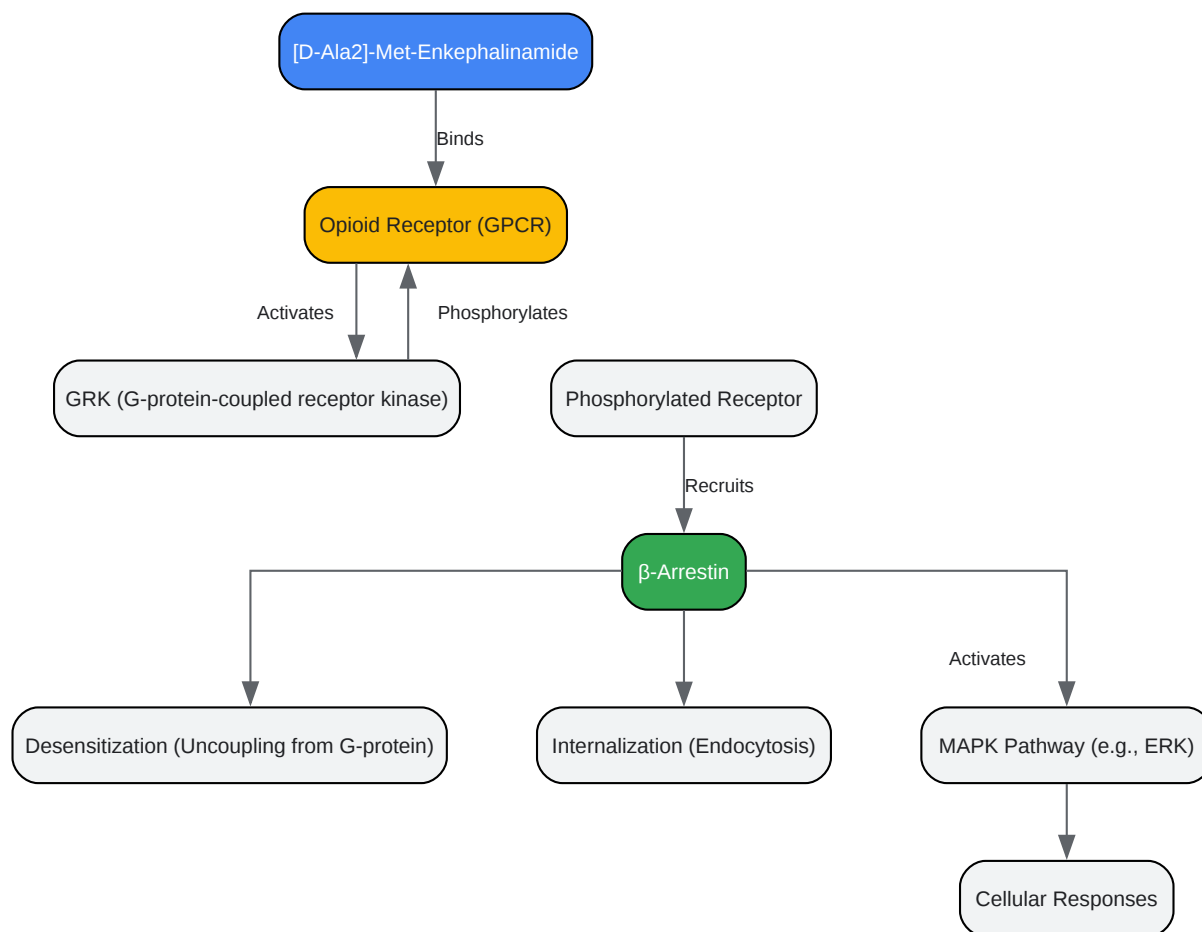 [D-Ala2]-Met-Enkephalinamide
Binds
Opioid Receptor (GPCR)
Activates
Phosphorylates
GRK (G-protein-coupled receptor kinase)
Phosphorylated Receptor
Recruits
β-Arrestin
Activates
Desensitization (Uncoupling from G-protein)
Internalization (Endocytosis)
MAPK Pathway (e.g., ERK)
Cellular Responses